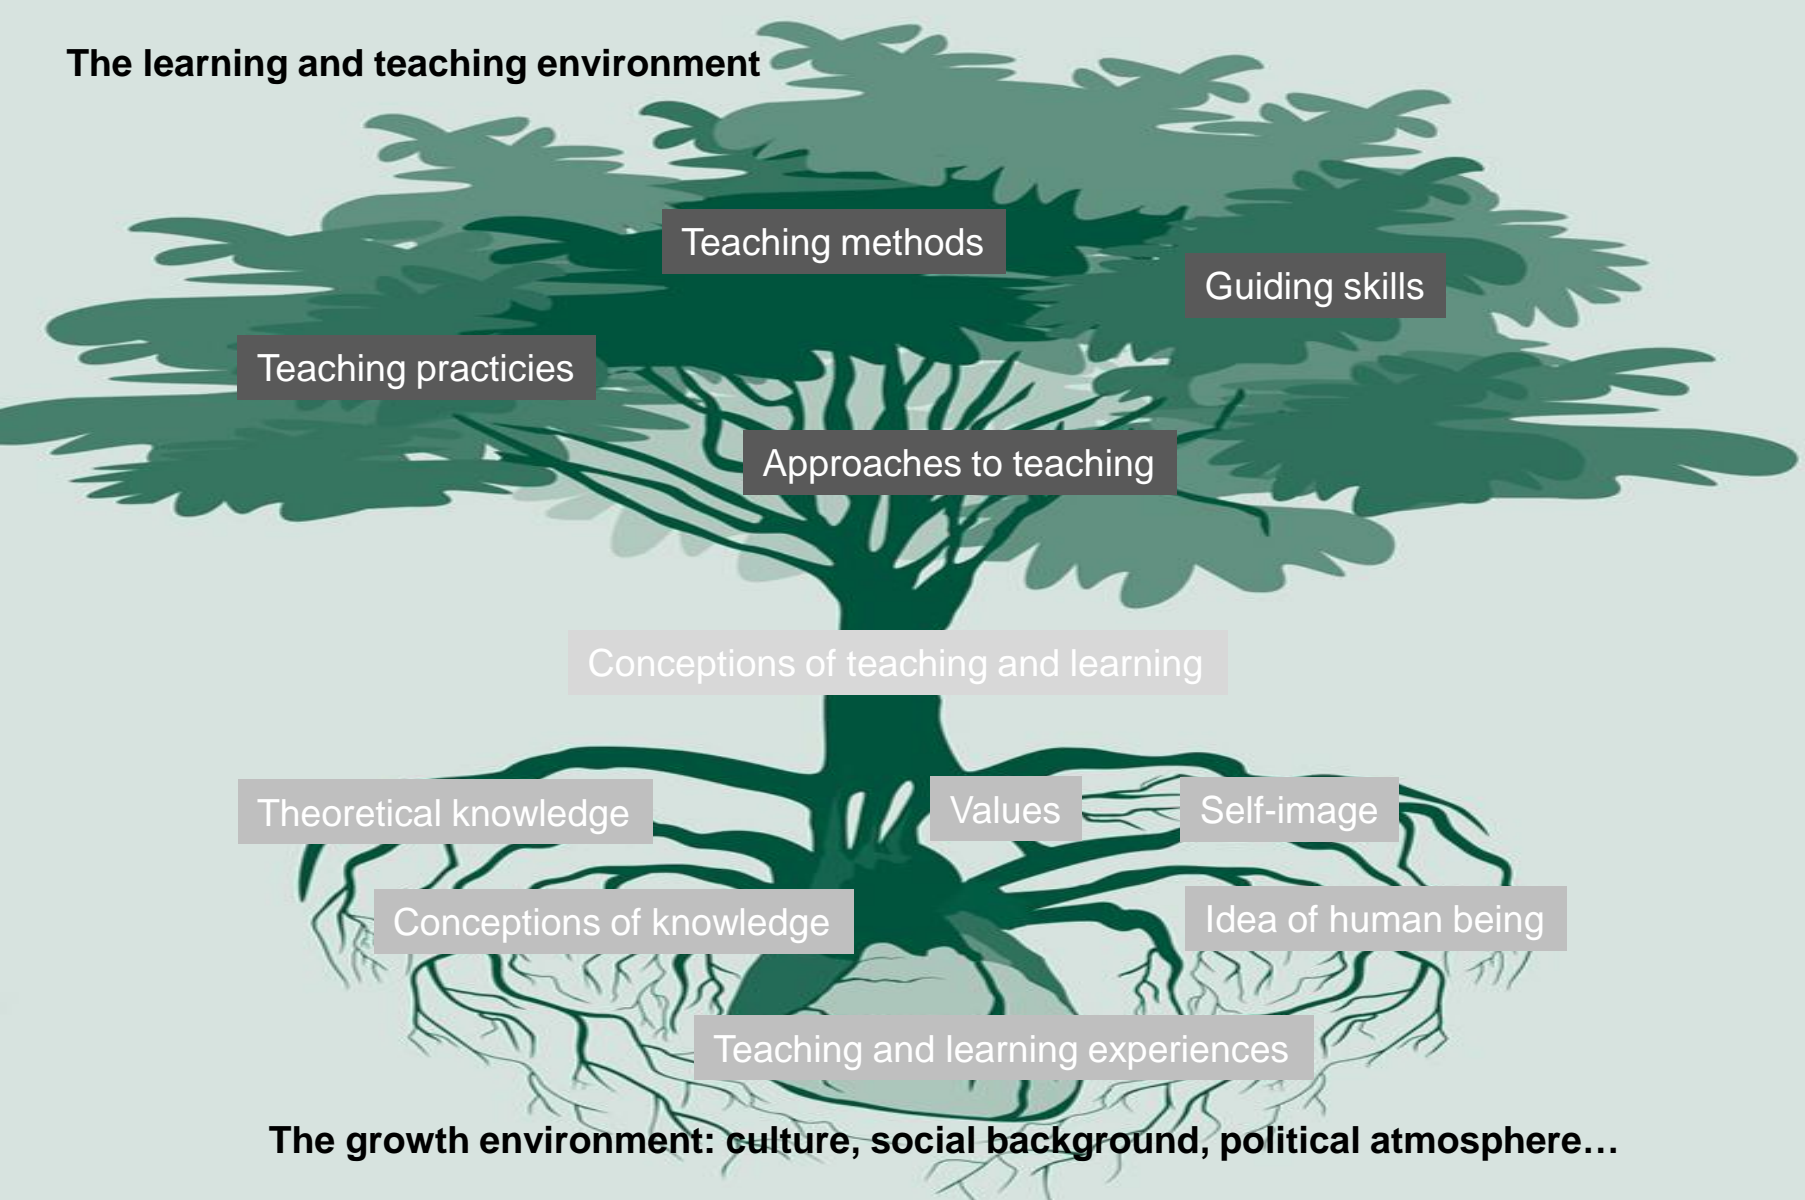 The learning and teaching environment
Teaching methods
Guiding skills
Teaching practicies
Approaches to teaching
Conceptions of teaching and learning
Theoretical knowledge
Values
Self-image
Conceptions of knowledge
Idea of human being
Teaching and learning experiences
The growth environment: culture, social background, political atmosphere…